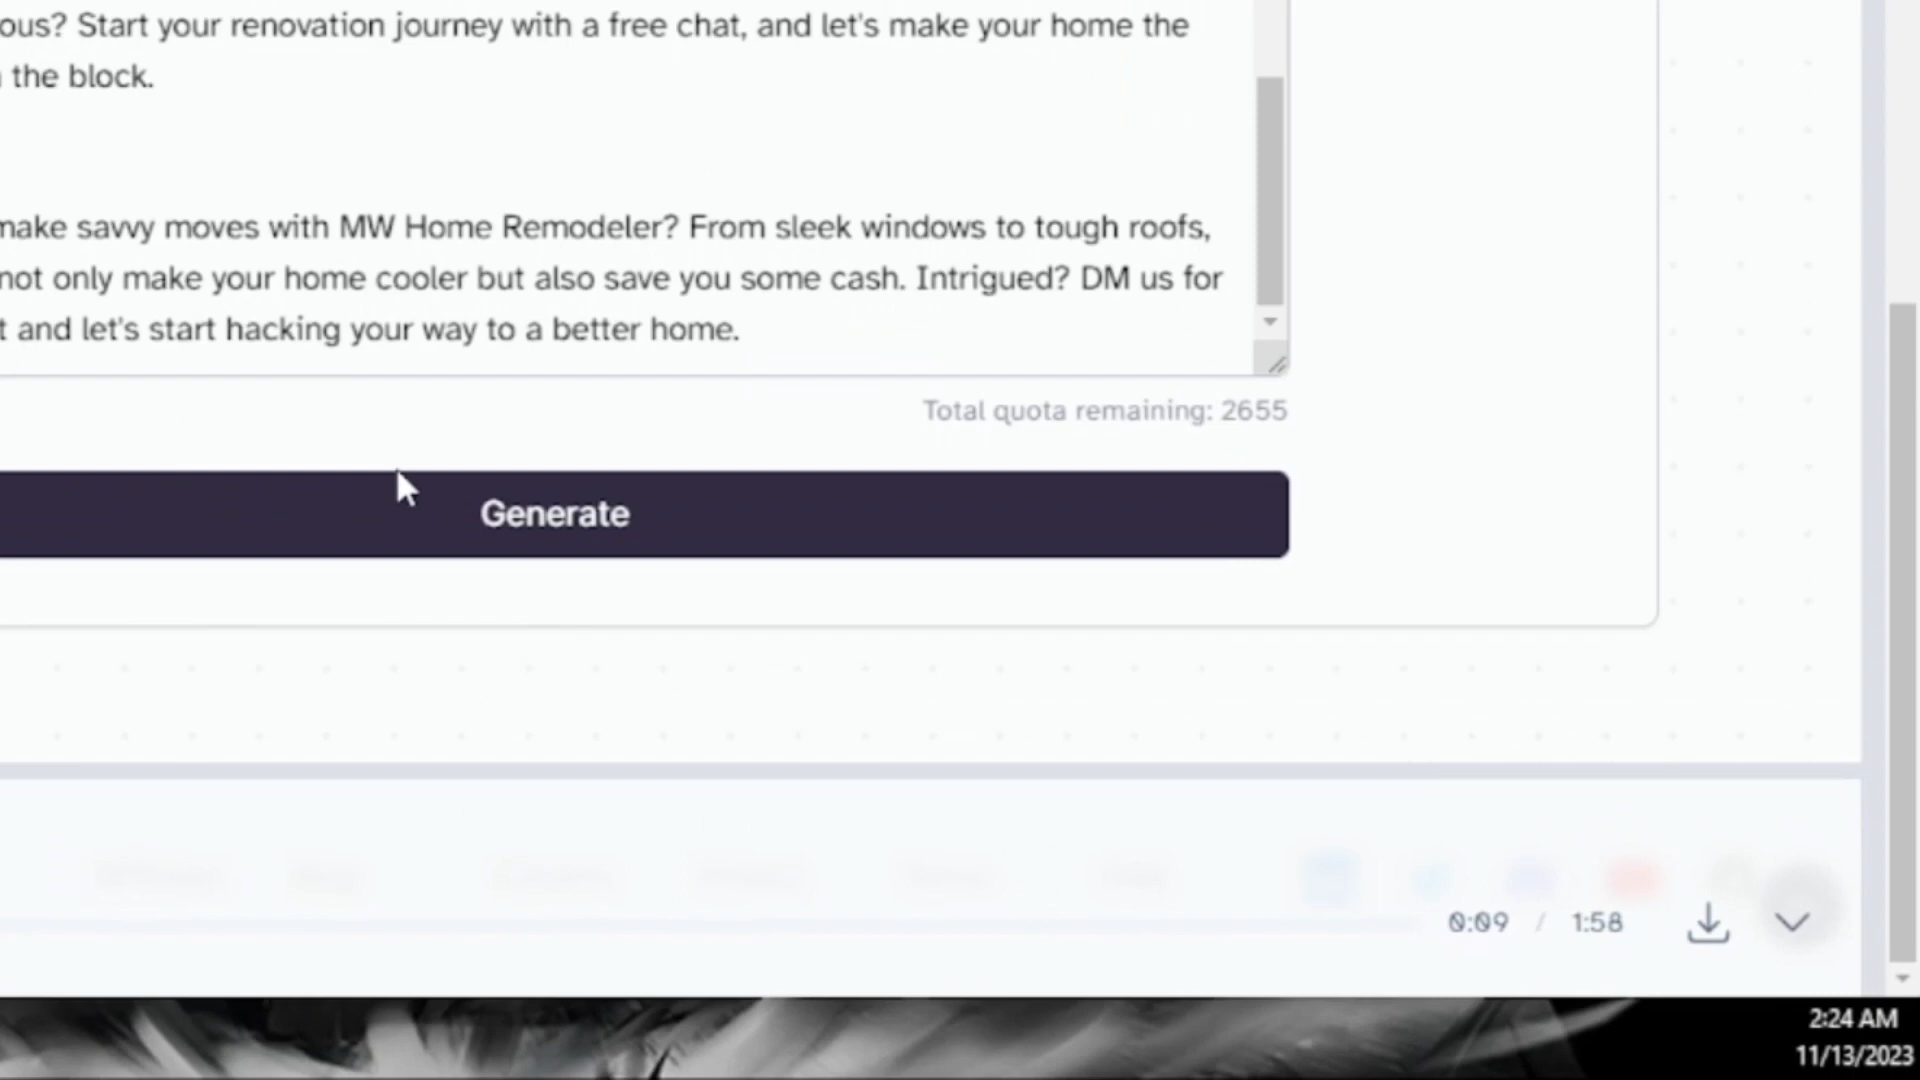 ous? Start your renovation journey with a free chat, and let's make your home the
the block.
make savvy moves with MW Home Remodeler? From sleek windows to tough roofs,
not only make your home cooler but also save you some cash. Intrigued? DM us for
t and let's start hacking your way to a better home.
Total quota remaining: 2655
Generate
0:09 / 1:58
2:24 AM
11/13/2023